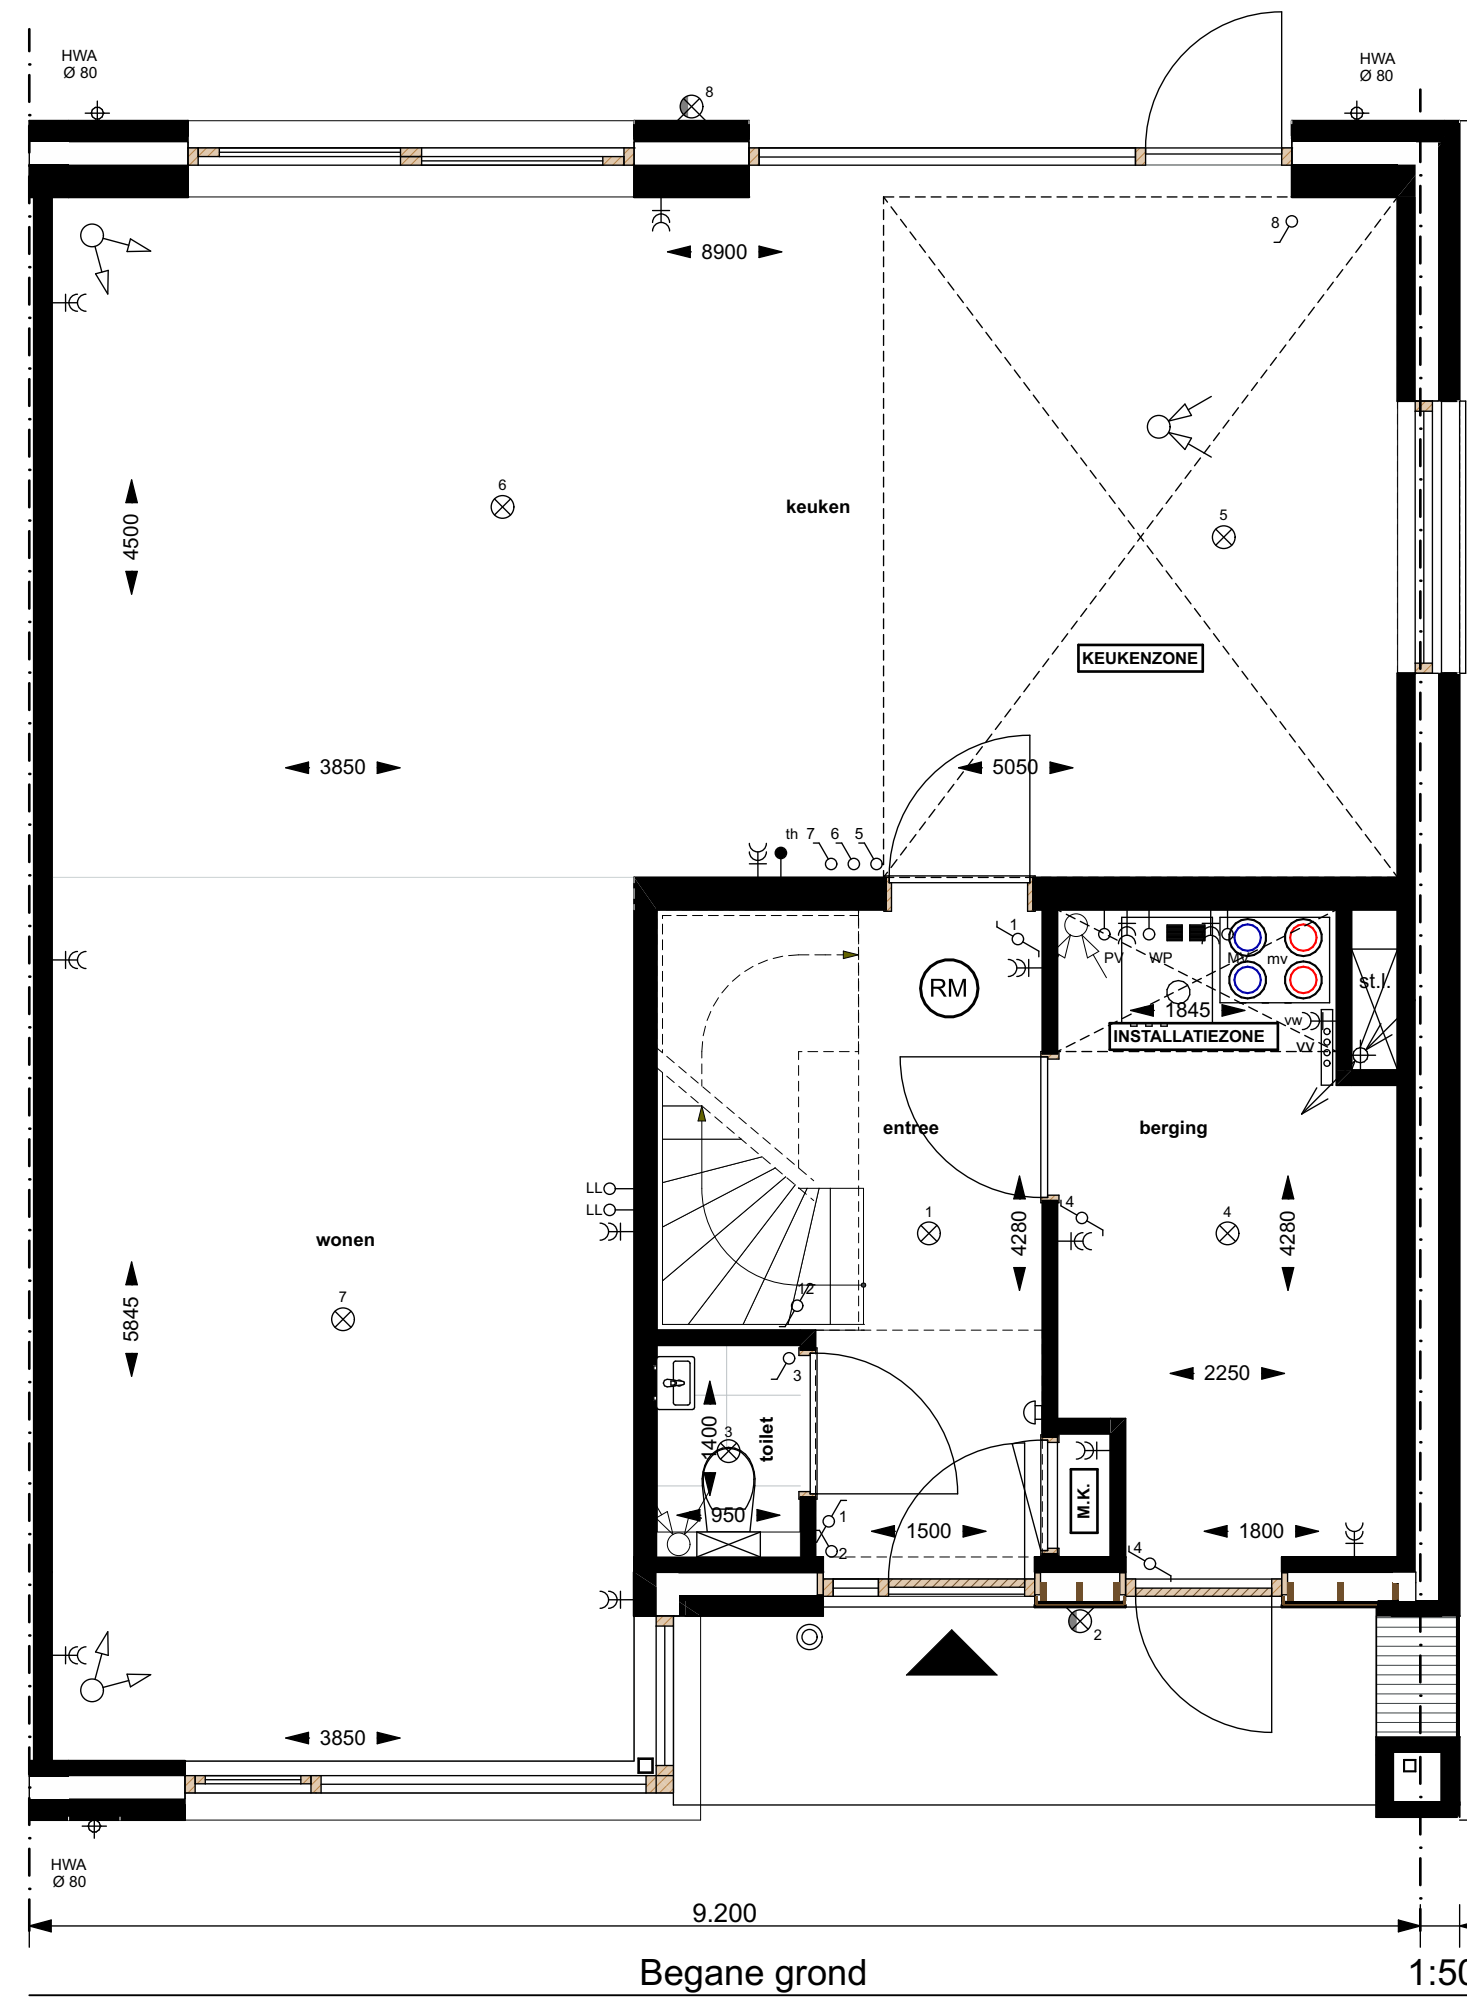 HWA
Ø 80
HWA
Ø 80
8
8900
8
6
5
4500
keuken
KEUKENZONE
3850
5050
th 7 6 5
1
RM
PV
WP
MV
mv
st.l.
1845
vw
INSTALLATIEZONE
VV
entree
berging
LL
LL
4
1
4
4280
4280
wonen
12
7
5845
3
2250
3
1400
toilet
M.K.
950
1
1500
1800
2
4
2
3850
HWA
Ø 80
9.200
Begane grond
1:50